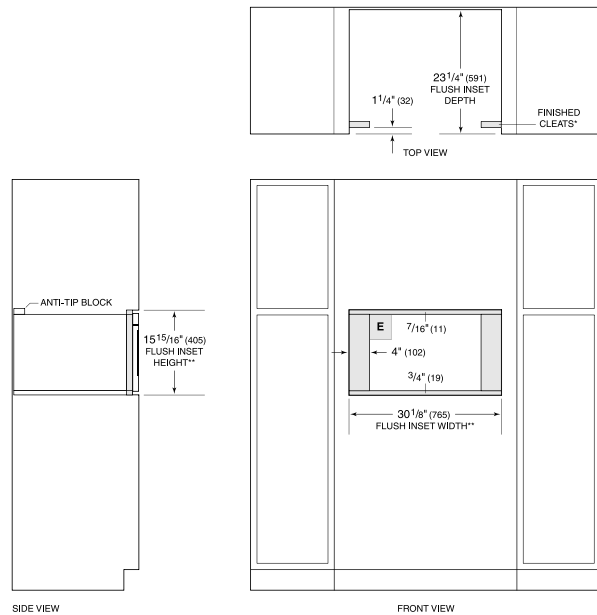 23 1/4" (591)
FLUSH INSET
DEPTH
1 1/4" (32)
FINISHED
CLEATS*
TOP VIEW
ANTI-TIP BLOCK
15 15/16" (405)
FLUSH INSET
HEIGHT**
E
7/16" (11)
4" (102)
3/4" (19)
30 1/8" (765)
FLUSH INSET WIDTH**
SIDE VIEW
FRONT VIEW